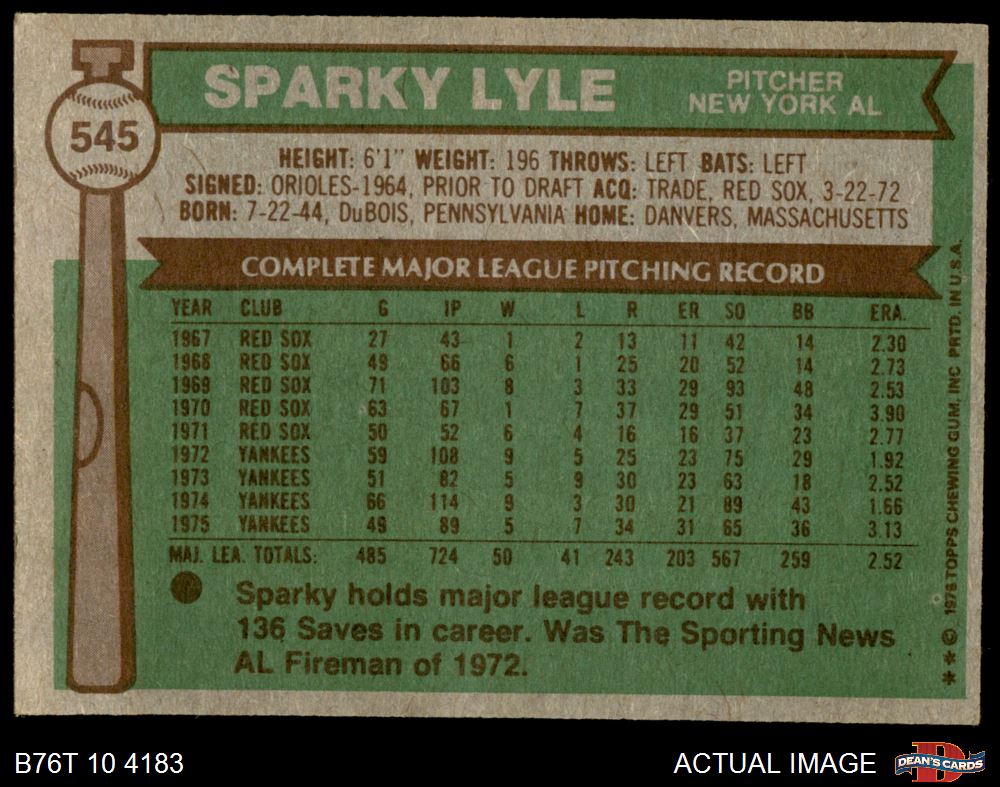 545
SPARKY LYLE
PITCHER
NEW YORK AL
HEIGHT: 6'1" WEIGHT: 196 THROWS: LEFT BATS: LEFT
SIGNED: ORIOLES-1964, PRIOR TO DRAFT ACQ: TRADE, RED SOX, 3-22-72
BORN: 7-22-44, DuBOIS, PENNSYLVANIA HOME: DANVERS, MASSACHUSETTS
COMPLETE MAJOR LEAGUE PITCHING RECORD
YEAR CLUB G IP W L R ER SO BB ERA.
1967 RED SOX 27 43 1 2 13 11 42 14 2.30
1968 RED SOX 49 66 6 1 25 20 52 14 2.73
1969 RED SOX 71 103 8 3 33 29 93 48 2.53
1970 RED SOX 63 67 1 7 37 29 51 34 3.90
1971 RED SOX 50 52 6 4 16 16 37 23 2.77
1972 YANKEES 59 108 9 5 25 23 75 29 1.92
1973 YANKEES 51 82 5 9 30 23 63 18 2.52
1974 YANKEES 66 114 9 3 30 21 89 43 1.66
1975 YANKEES 49 89 5 7 34 31 65 36 3.13
MAJ. LEA. TOTALS: 485 724 50 41 243 203 567 259 2.52
Sparky holds major league record with
136 Saves in career. Was The Sporting News
AL Fireman of 1972.
** © 1976 TOPPS CHEWING GUM, INC PRTD. IN U.S.A.
B76T 10 4183
ACTUAL IMAGE
DEAN'S CARDS